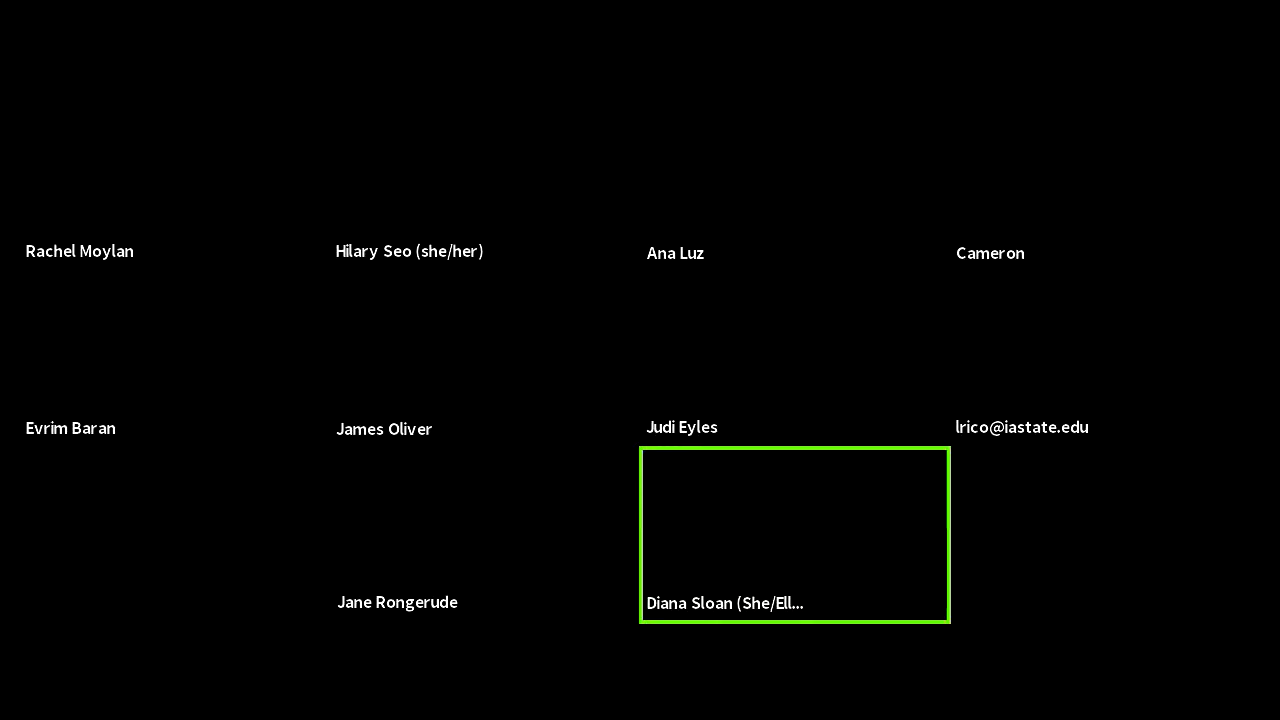 Rachel Moylan
Hilary Seo (she/her)
Ana Luz
Cameron
Evrim Baran
James Oliver
Judi Eyles
lrico@iastate.edu
Jane Rongerude
Diana Sloan (She/Ell...